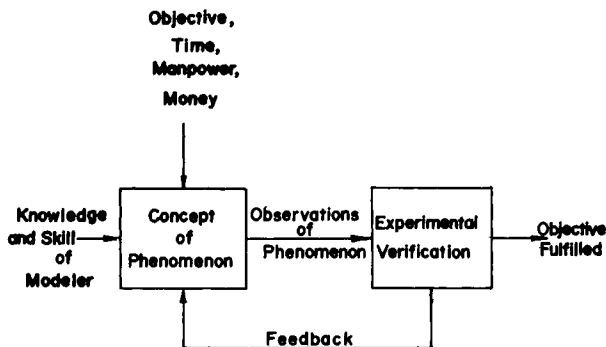 Objective,
Time,
Manpower,
Money
Knowledge
and Skill
of
Modeler
Concept
of
Phenomenon
Observations
of
Phenomenon
Experimental
Verification
Objective
Fulfilled
Feedback